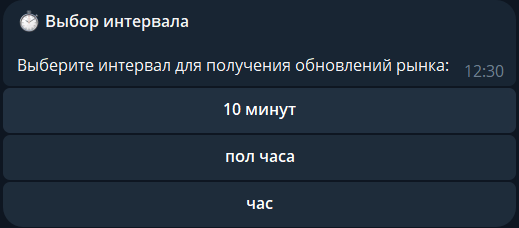 ⏱ Выбор интервала
Выберите интервал для получения обновлений рынка:
12:30
10 минут
пол часа
час